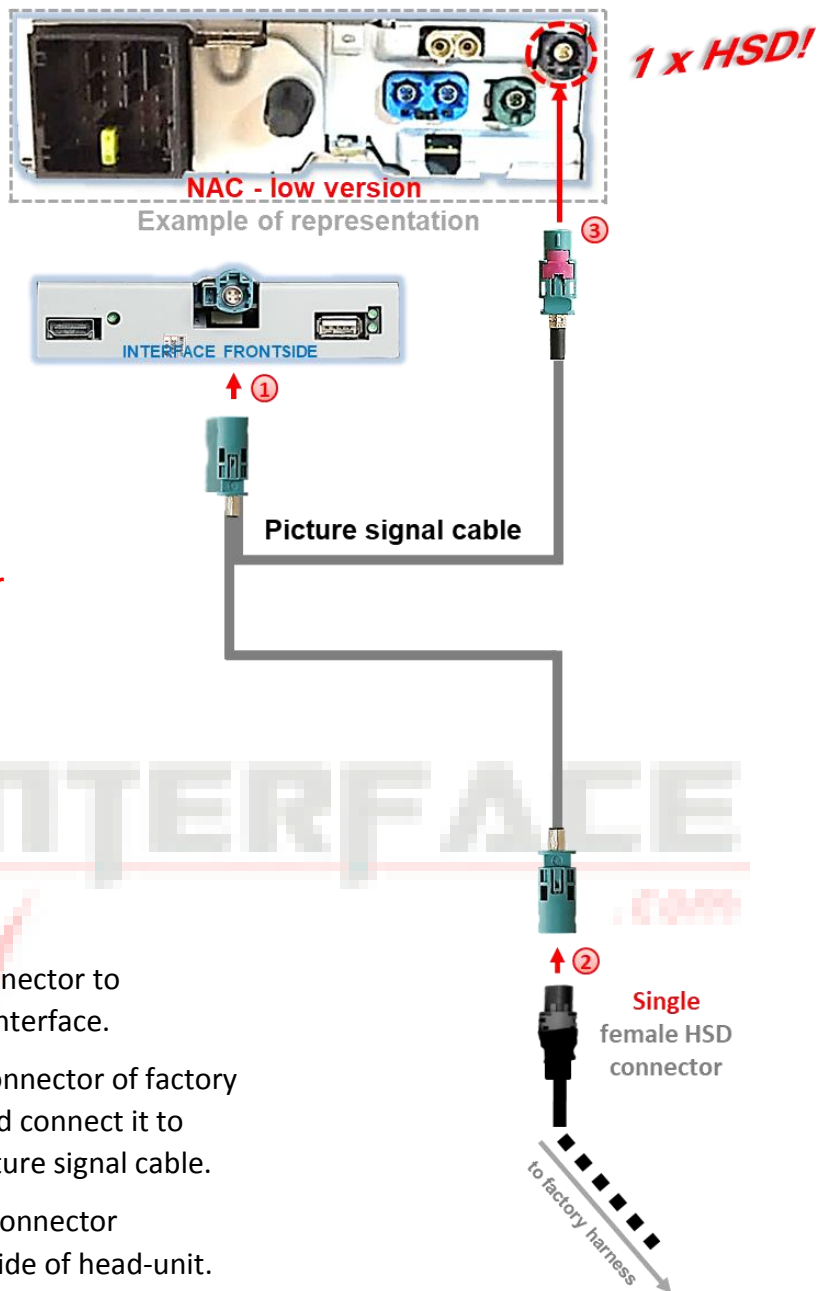 1 x HSD!
NAC - low version
Example of representation
3
INTERFACE FRONTSIDE
1
Picture signal cable
INTERFACE
.com
2
Single
female HSD
connector
to factory harness
nector to
nterface.
onnector of factory
d connect it to
ture signal cable.
onnector
ide of head-unit.